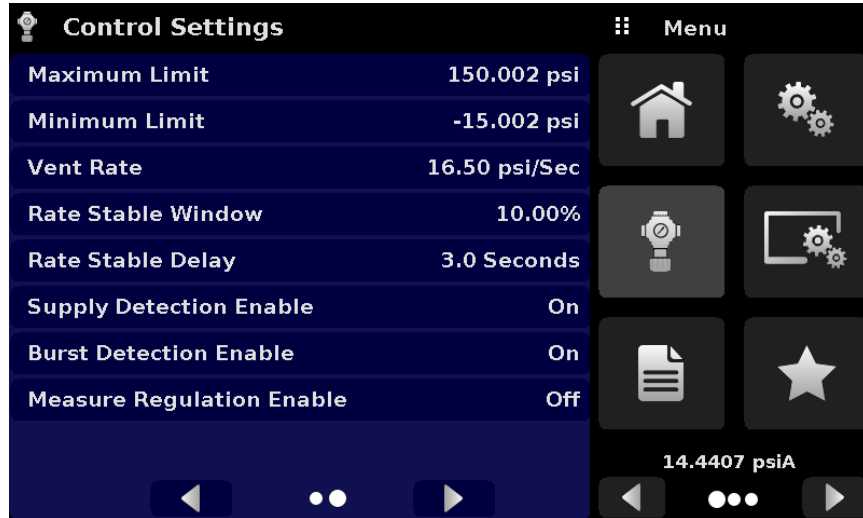 Control Settings
Maximum Limit 150.002 psi
Minimum Limit -15.002 psi
Vent Rate 16.50 psi/Sec
Rate Stable Window 10.00%
Rate Stable Delay 3.0 Seconds
Supply Detection Enable On
Burst Detection Enable On
Measure Regulation Enable Off
Menu
14.4407 psiA